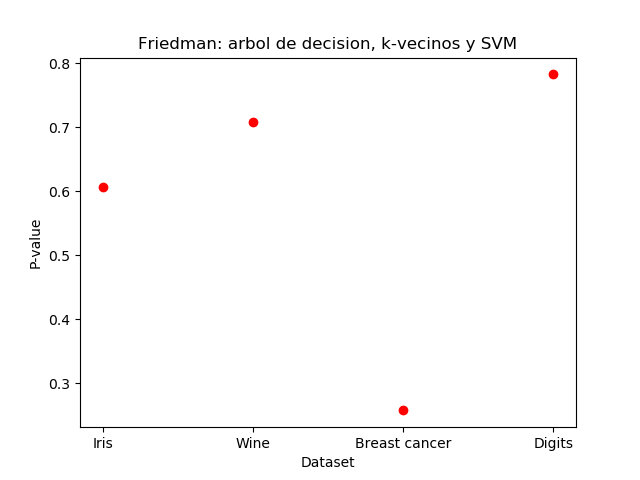 Friedman: arbol de decision, k-vecinos y SVM
0.8
0.7
0.6
0.5
0.4
0.3
P-value
Iris Wine Breast cancer Digits
Dataset